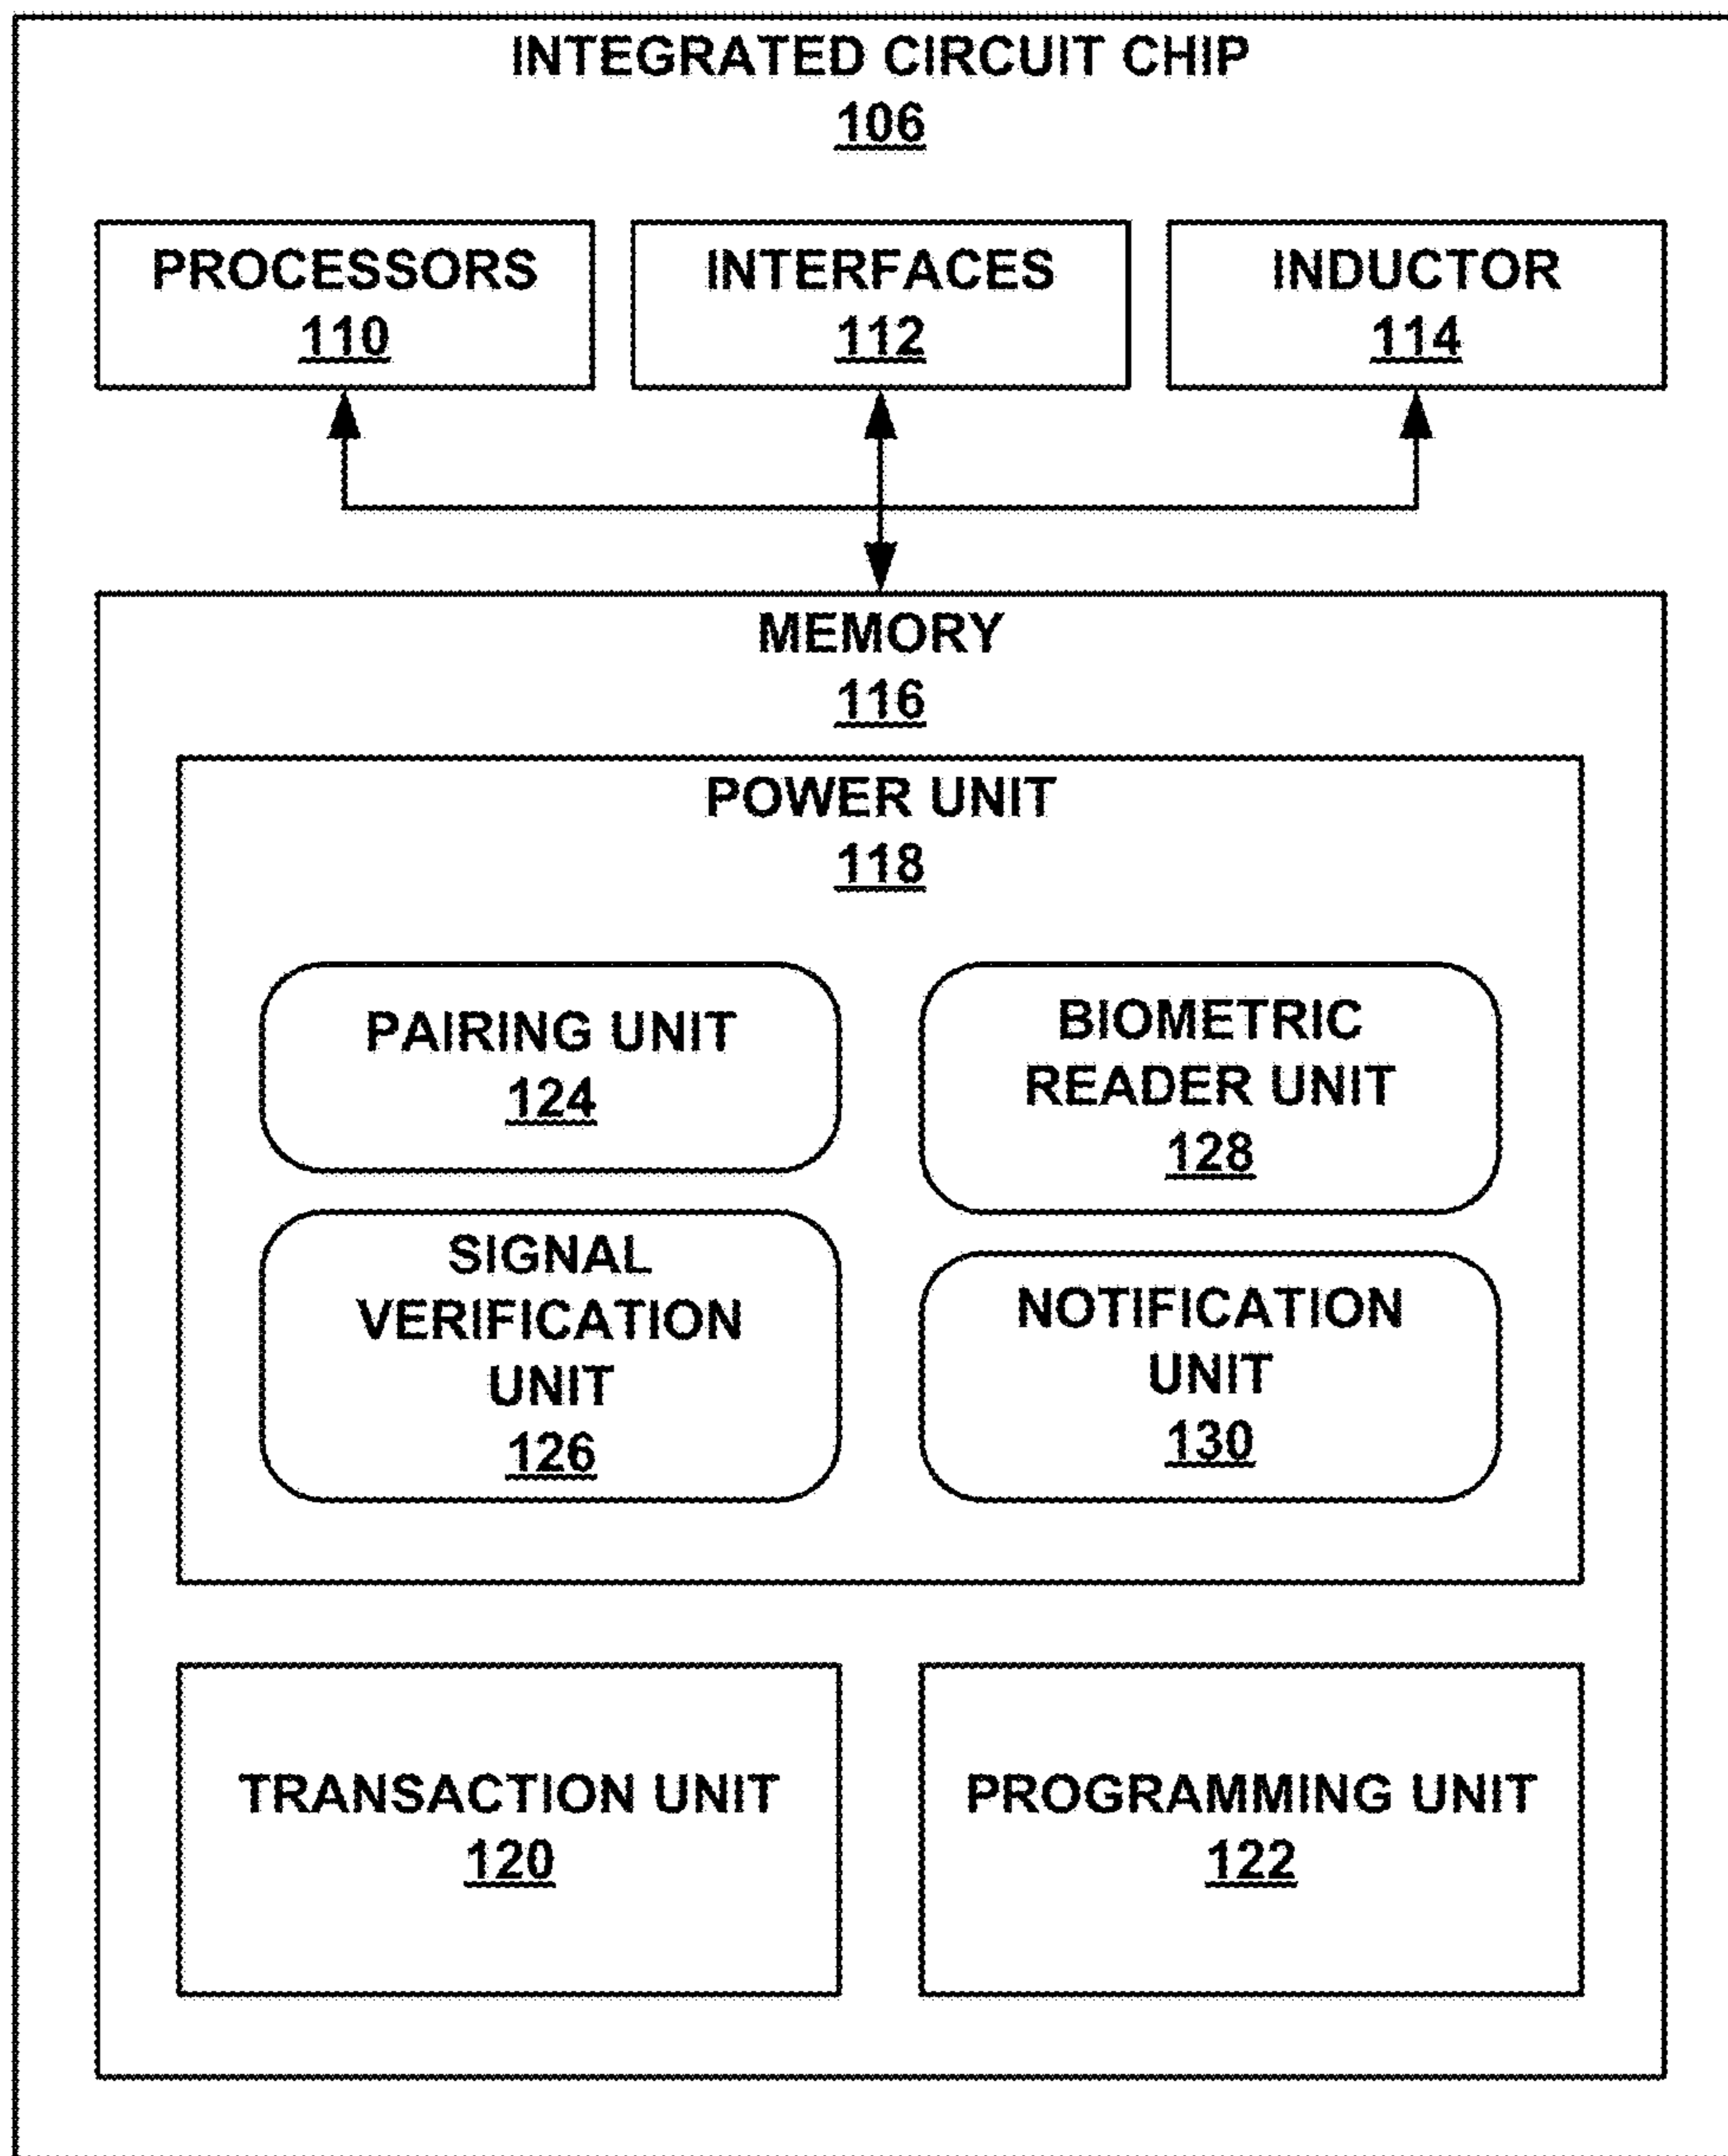 INTEGRATED CIRCUIT CHIP
106
PROCESSORS
110
INTERFACES
112
INDUCTOR
114
MEMORY
116
POWER UNIT
118
PAIRING UNIT
124
BIOMETRIC
READER UNIT
128
SIGNAL
VERIFICATION
UNIT
126
NOTIFICATION
UNIT
130
TRANSACTION UNIT
120
PROGRAMMING UNIT
122